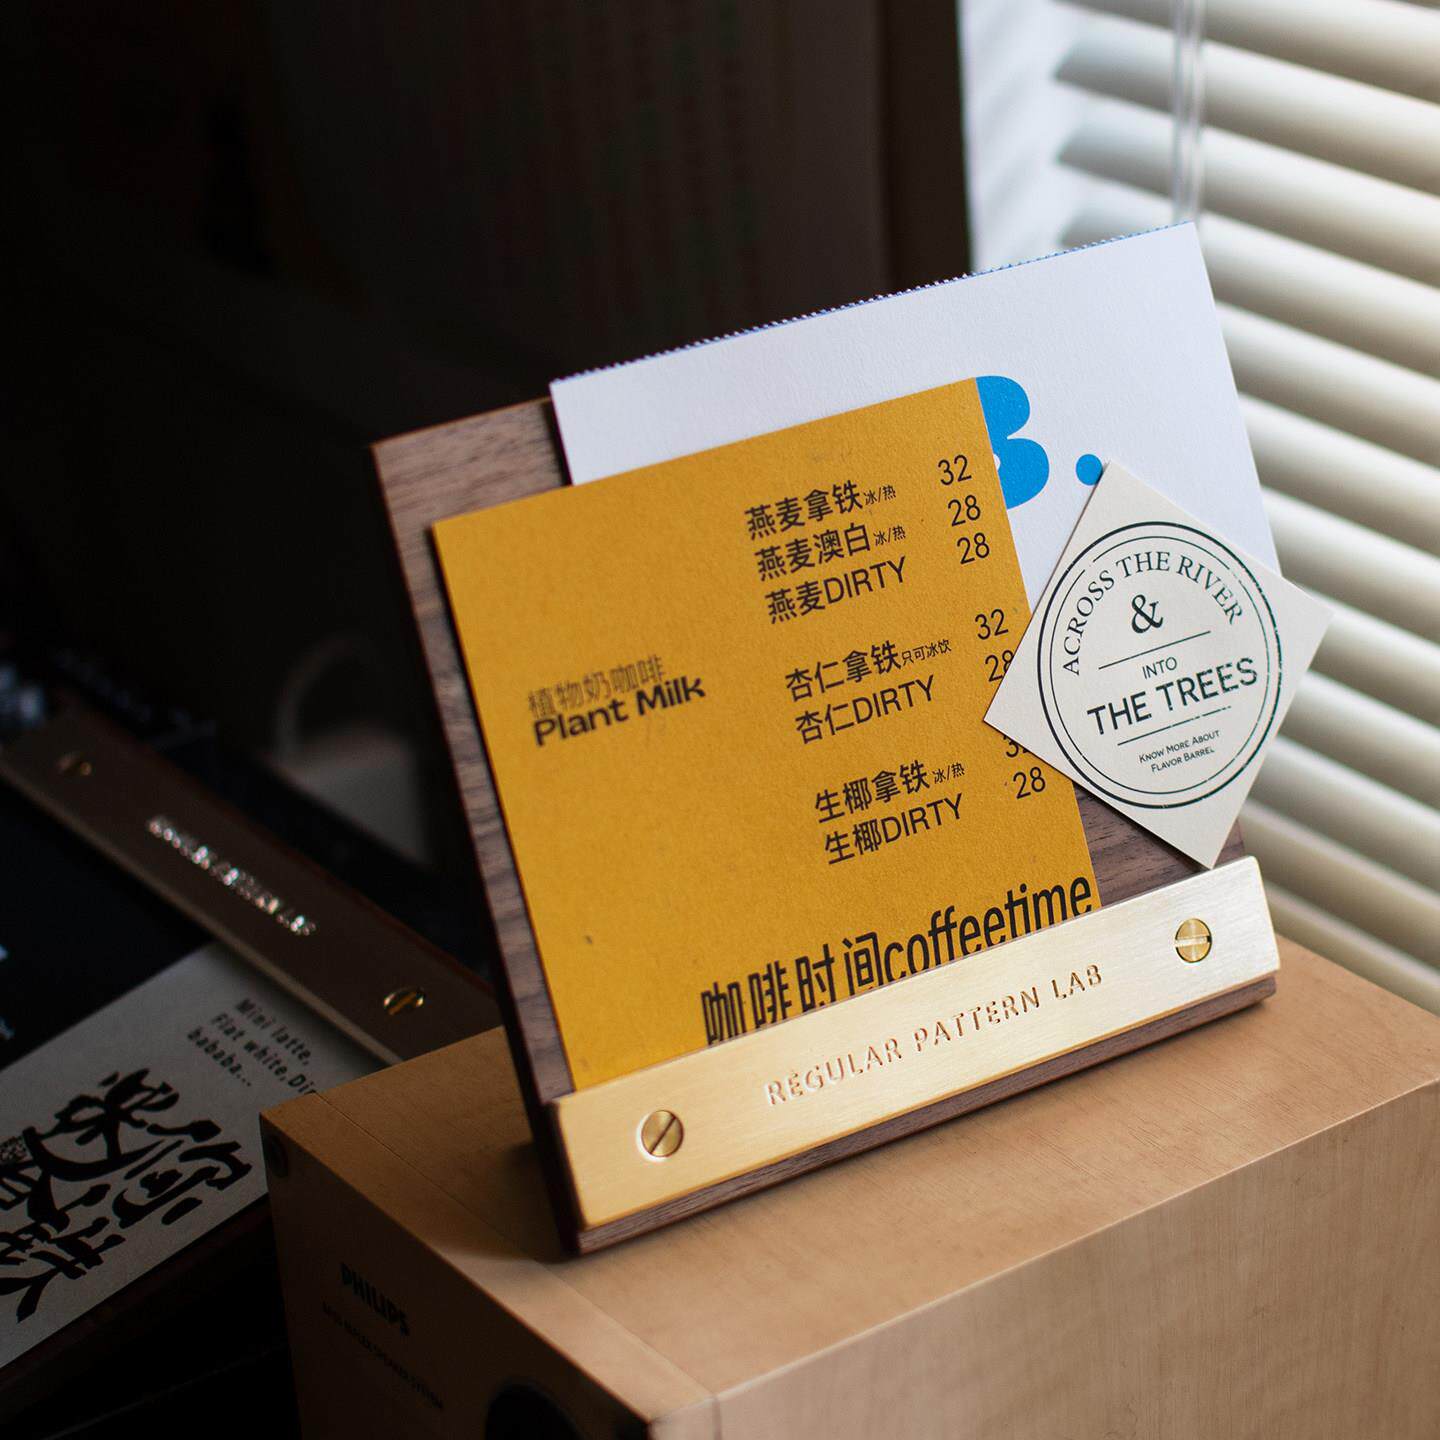 B.
燕麦拿铁 冰/热 32
燕麦澳白 冰/热 28
燕麦DIRTY 28
植物奶咖啡
Plant Milk
杏仁拿铁 只可冰饮 32
杏仁DIRTY 28
生椰拿铁 冰/热
生椰DIRTY 28
咖啡时间coffeetime
ACROSS THE RIVER
&
INTO
THE TREES
KNOW MORE ABOUT
FLAVOR BARREL
REGULAR PATTERN LAB
Mini latte,
Flat white,Dir
bababa...
PHILIPS